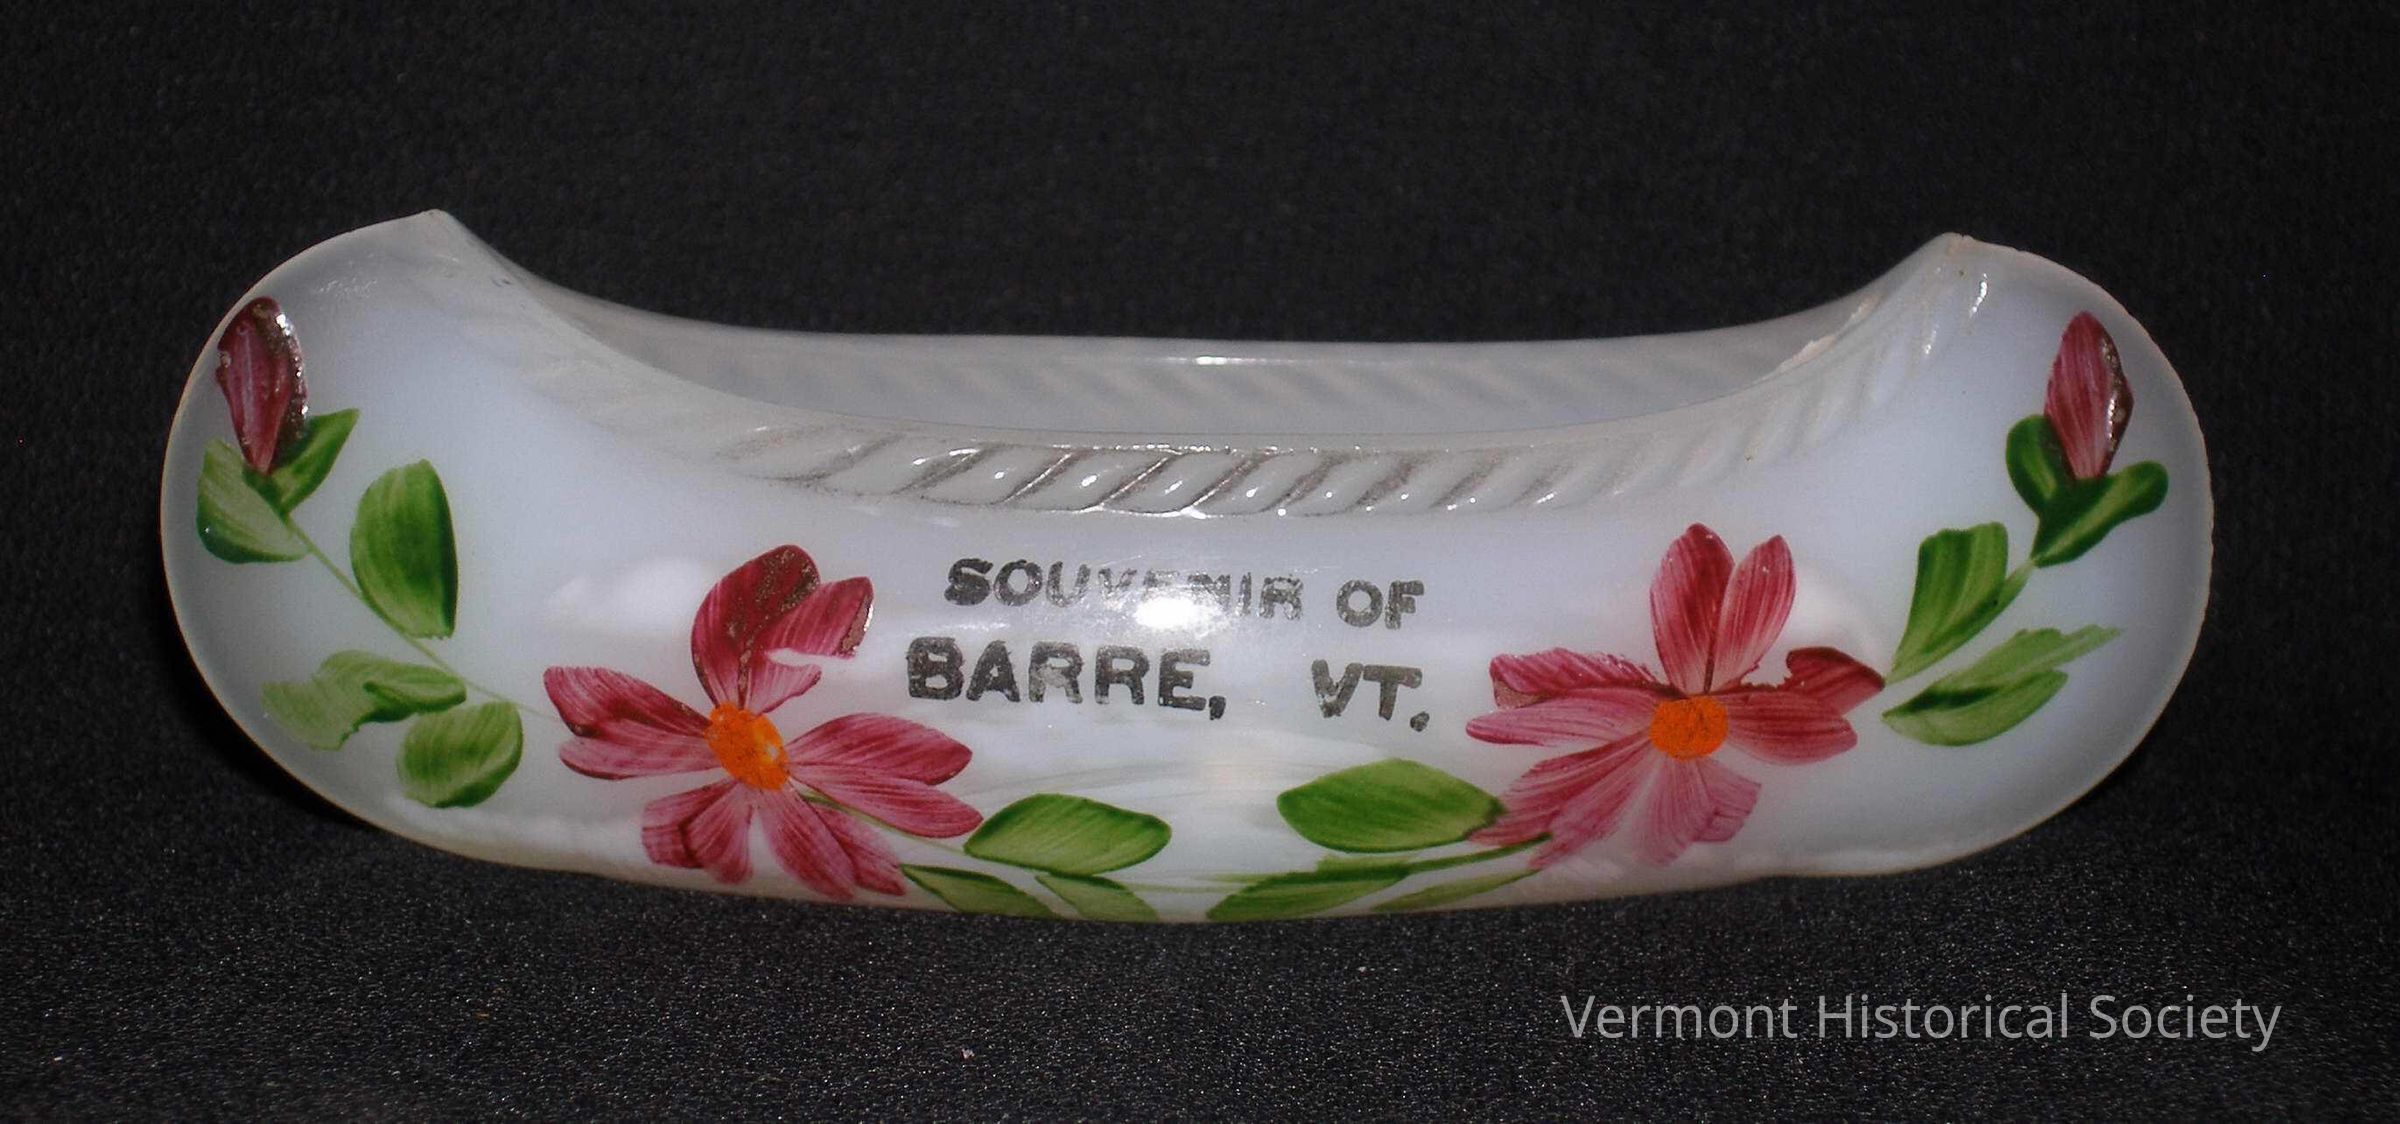 SOUVENIR OF
BARRE, VT.
Vermont Historical Society